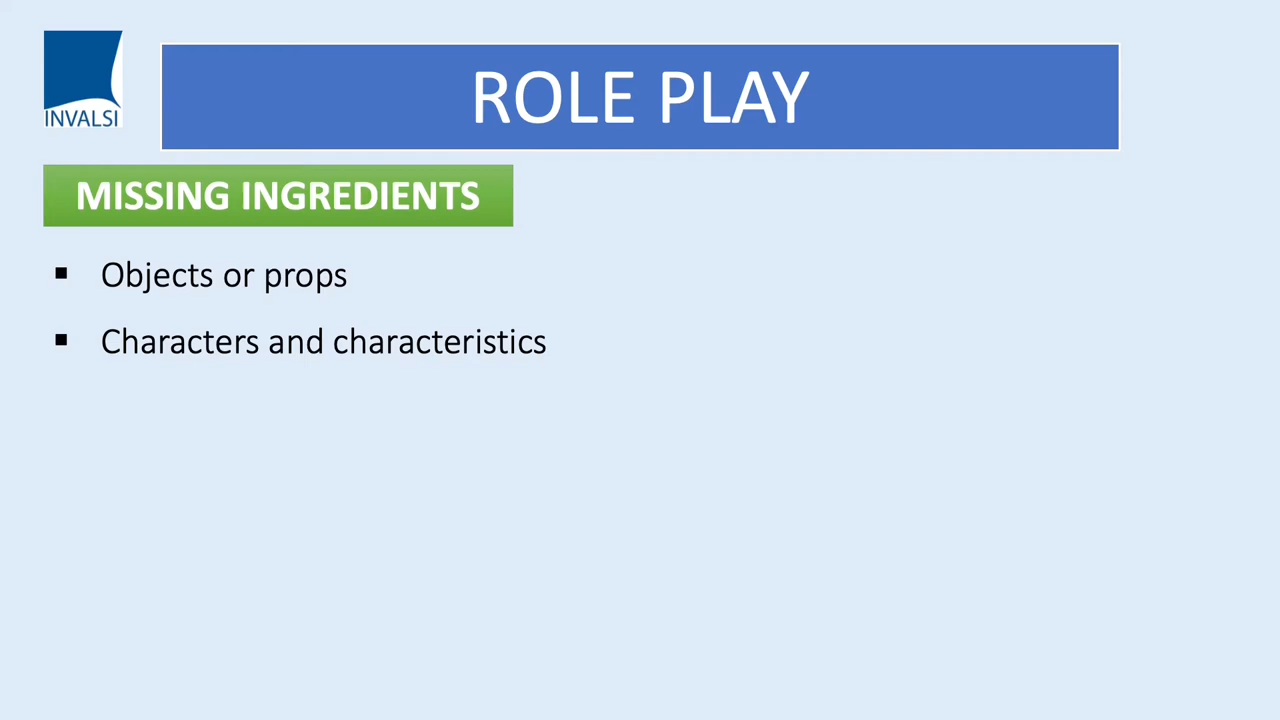 INVALSI
ROLE PLAY
MISSING INGREDIENTS
▪ Objects or props
▪ Characters and characteristics